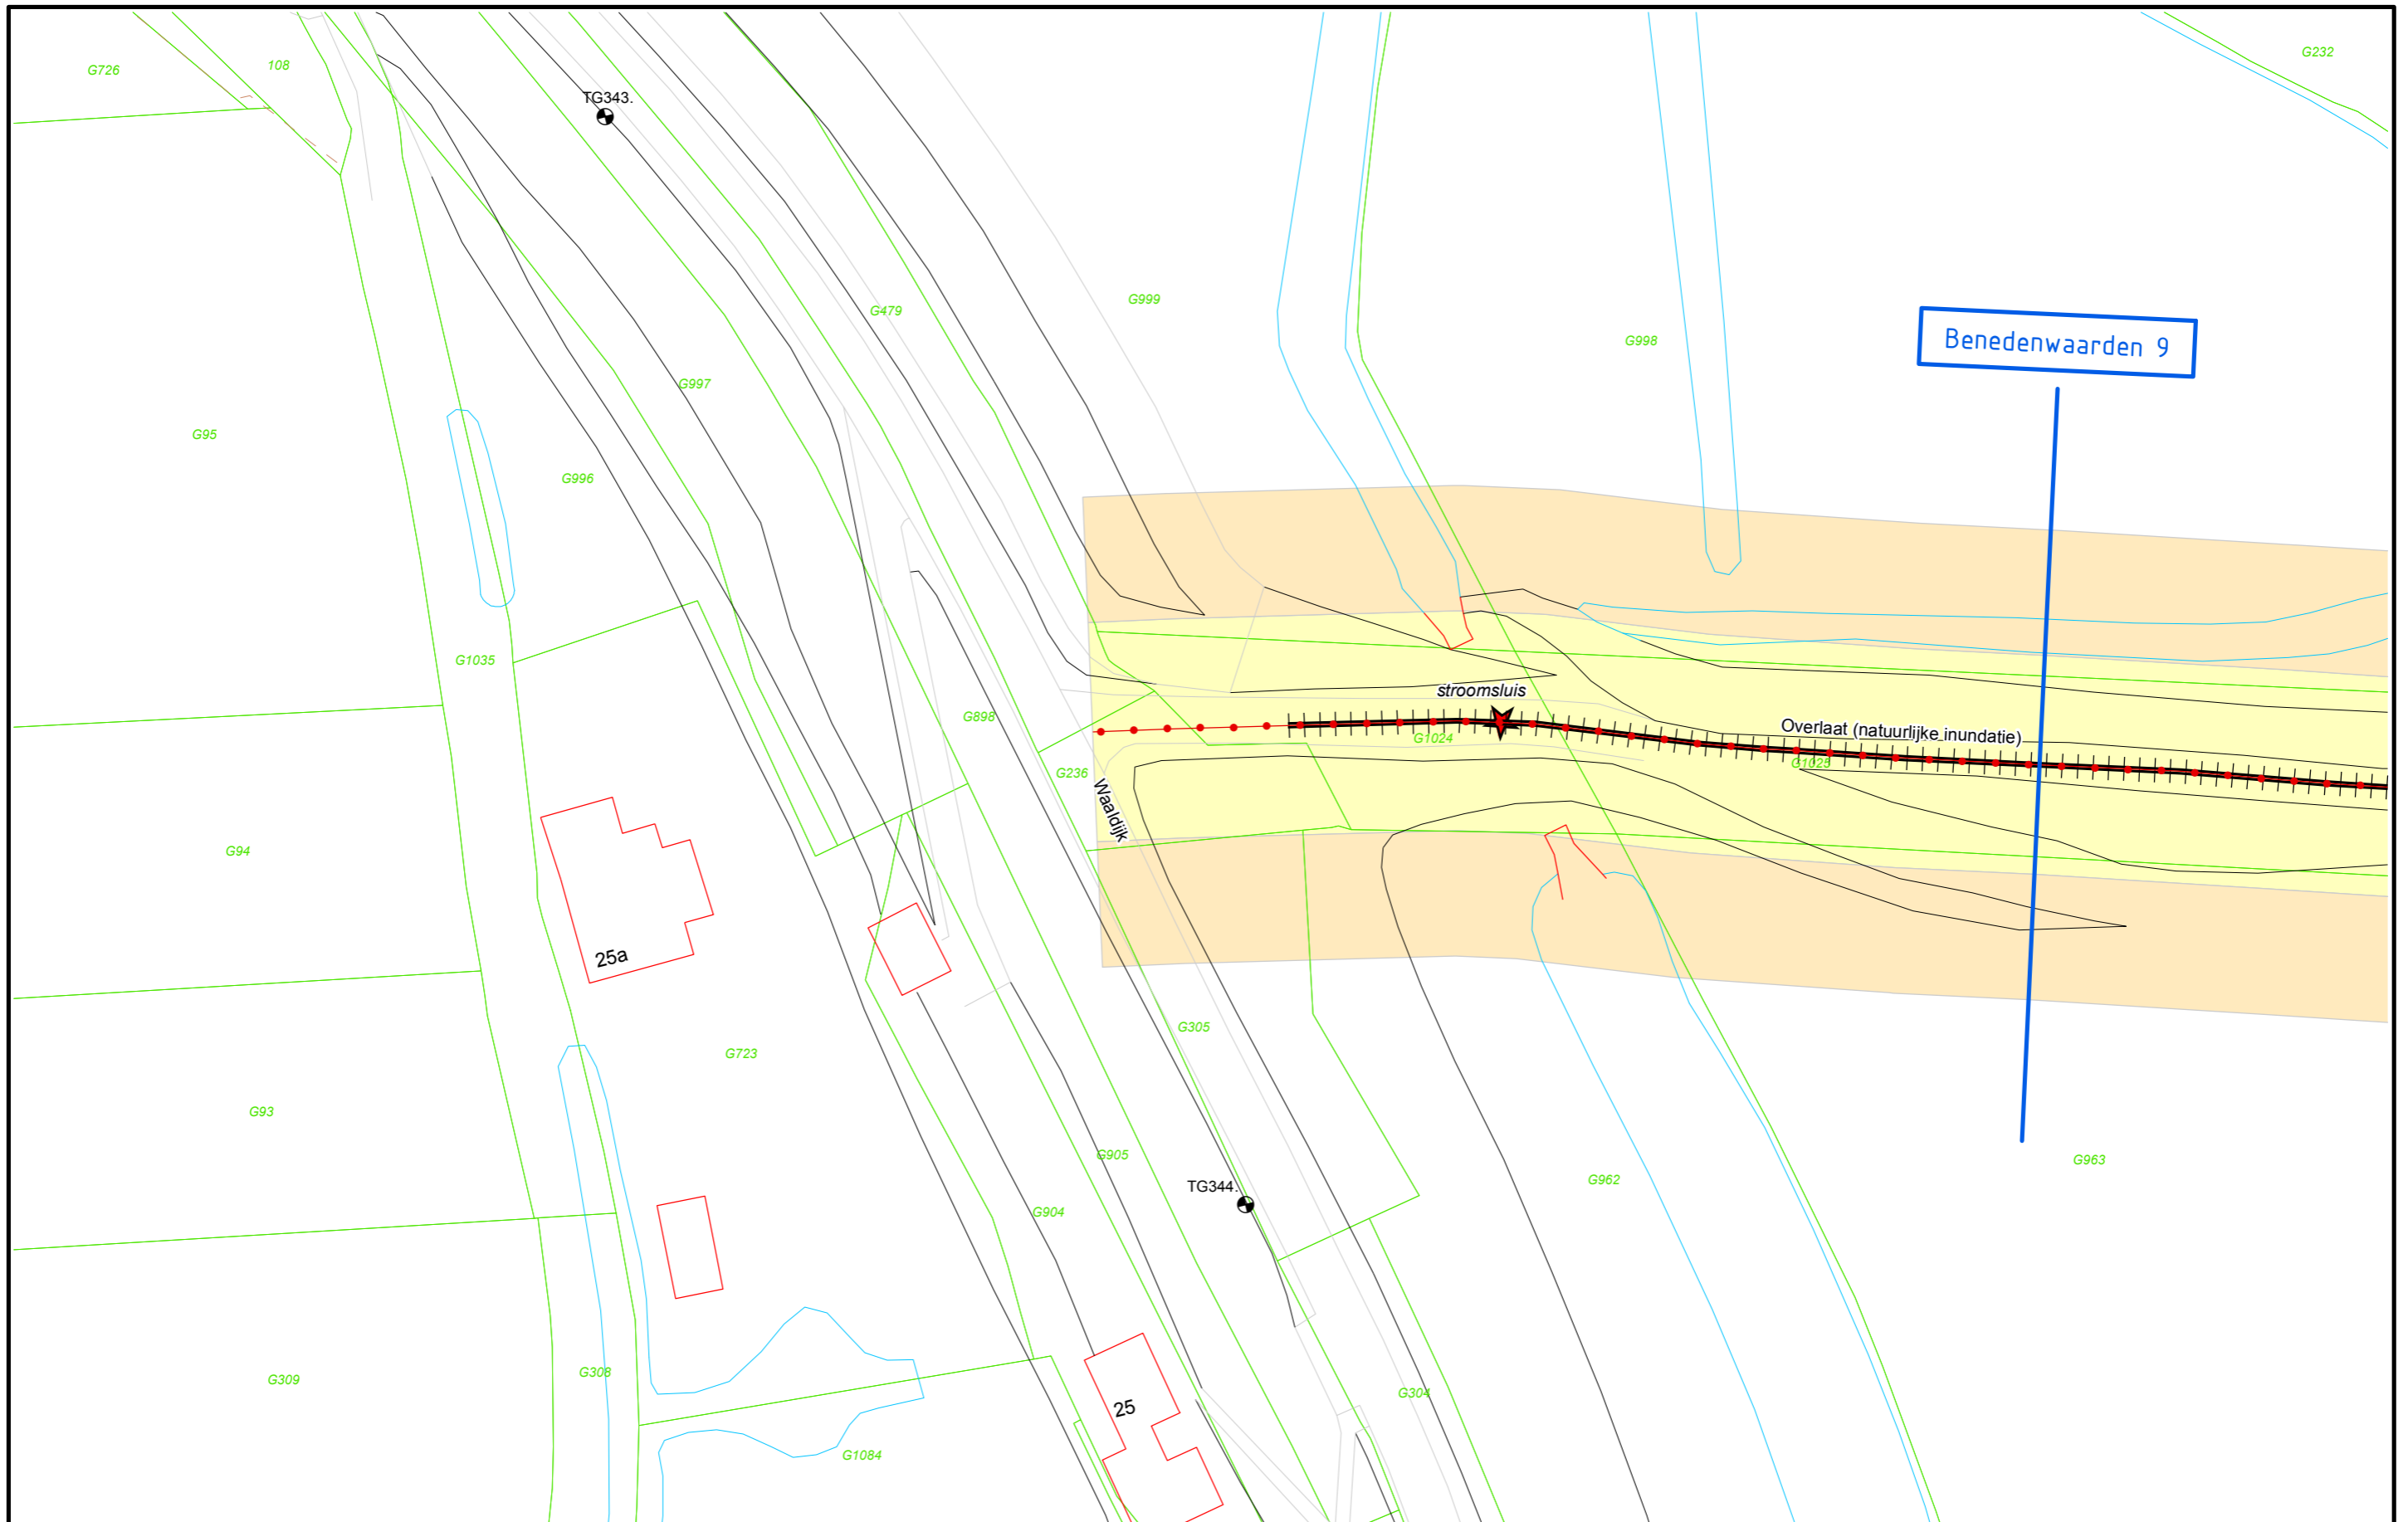 G726
108
TG343.
G232
G479
G999
G998
Benedenwaarden 9
G997
G95
G996
G1035
stroomsluis
G898
G1024
Overlaat (natuurlijke inundatie)
G1025
G236
Waaldijk
G94
25a
G305
G723
G93
G905
G963
G962
TG344.
G904
G308
G309
G304
25
G1084